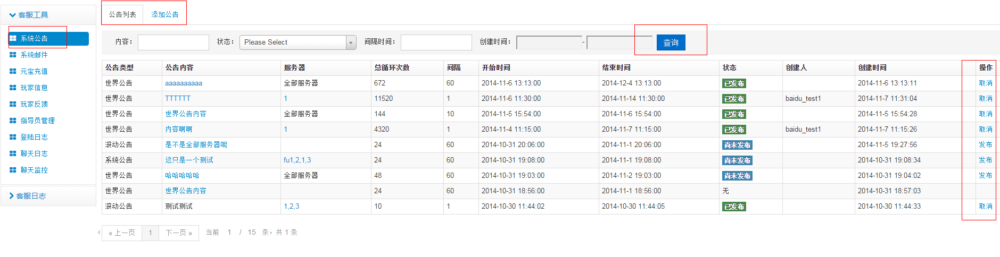 客服工具
系统公告
系统邮件
元宝充值
玩家信息
玩家反馈
指导员管理
登陆日志
聊天日志
聊天监控
客服日志
公告列表 添加公告
内容： 状态： Please Select 间隔时间： 创建时间： - 查询
公告类型 公告内容 服务器 总循环次数 间隔 开始时间 结束时间 状态 创建人 创建时间 操作
世界公告 aaaaaaaaaa 全部服务器 672 60 2014-11-6 13:13:00 2014-12-4 13:13:00 已发布 2014-11-6 13:13:11 取消
世界公告 TTTTTT 1 11520 1 2014-11-6 11:30:00 2014-11-14 11:30:00 已发布 baidu_test1 2014-11-7 11:31:04 取消
世界公告 世界公告内容 全部服务器 144 10 2014-11-5 15:54:00 2014-11-6 15:54:00 已发布 2014-11-5 15:54:28 取消
世界公告 内容啊啊 1 4320 1 2014-11-4 11:15:00 2014-11-7 11:15:00 已发布 baidu_test1 2014-11-7 11:15:26 取消
滚动公告 是不是全部服务器呢 24 60 2014-10-31 20:06:00 2014-11-1 20:06:00 尚未发布 2014-11-5 19:27:56 发布
系统公告 这只是一个测试 fu1,2,1,3 24 60 2014-10-31 19:08:00 2014-11-1 19:08:00 尚未发布 2014-10-31 19:08:34 发布
世界公告 哈哈哈哈哈 全部服务器 48 60 2014-10-31 19:03:00 2014-11-2 19:03:00 尚未发布 2014-10-31 19:04:02 发布
世界公告 世界公告内容 24 60 2014-10-31 18:56:00 2014-11-1 18:56:00 无 2014-10-31 18:57:03
滚动公告 测试测试 1,2,3 10 1 2014-10-30 11:44:02 2014-10-30 11:44:05 已发布 2014-10-30 11:44:33 取消
« 上一页 1 下一页 » 当前 1 / 15 条，共 1 条